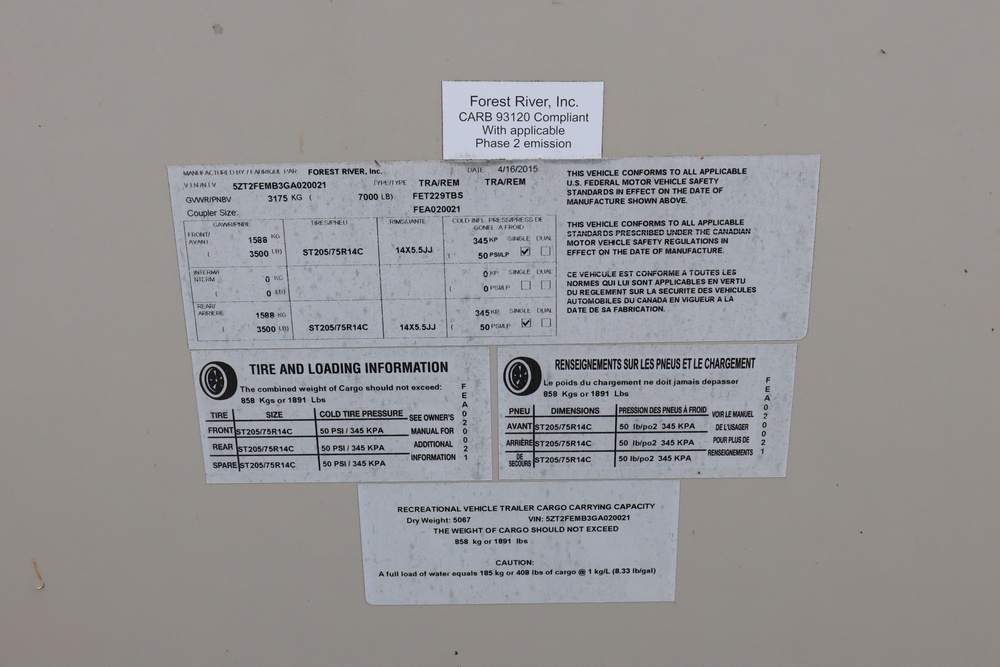 Forest River, Inc.
CARB 93120 Compliant
With applicable
Phase 2 emission
MANUFACTURED BY / FABRIQUE PAR FOREST RIVER, Inc. DATE 4/16/2015
V I N / N I V 5ZT2FEMB3GA020021 TYPE/TYPE TRA/REM TRA/REM
GVWR/PNBV 3175 KG ( 7000 LB) FET229TBS
Coupler Size: FEA020021
GAWR/PNBE TIRES/PNEU RIMS/JANTE COLD INFL. PRESS/PRESS DE
GONFL A FROID
FRONT/
AVANT 1588 KG 345 KP SINGLE DUAL
( 3500 LB) ST205/75R14C 14X5.5JJ ( 50 PSI/LP
INTERM/
INTERM 0 KG 0 KP SINGLE DUAL
( 0 LB) ( 0 PSI/LP
REAR/
ARRIERE 1588 KG 345 KP SINGLE DUAL
( 3500 LB) ST205/75R14C 14X5.5JJ ( 50 PSI/LP
THIS VEHICLE CONFORMS TO ALL APPLICABLE
U.S. FEDERAL MOTOR VEHICLE SAFETY
STANDARDS IN EFFECT ON THE DATE OF
MANUFACTURE SHOWN ABOVE.
THIS VEHICLE CONFORMS TO ALL APPLICABLE
STANDARDS PRESCRIBED UNDER THE CANADIAN
MOTOR VEHICLE SAFETY REGULATIONS IN
EFFECT ON THE DATE OF MANUFACTURE.
CE VEHICULE EST CONFORME A TOUTES LES
NORMES QUI LUI SONT APPLICABLES EN VERTU
DU REGLEMENT SUR LA SECURITE DES VEHICULES
AUTOMOBILES DU CANADA EN VIGUEUR A LA
DATE DE SA FABRICATION.
TIRE AND LOADING INFORMATION
The combined weight of Cargo should not exceed:
858 Kgs or 1891 Lbs
TIRE SIZE COLD TIRE PRESSURE SEE OWNER'S
FRONT ST205/75R14C 50 PSI / 345 KPA MANUAL FOR
REAR ST205/75R14C 50 PSI / 345 KPA ADDITIONAL
SPARE ST205/75R14C 50 PSI / 345 KPA INFORMATION
FEA020021
RENSEIGNEMENTS SUR LES PNEUS ET LE CHARGEMENT
Le poids du chargement ne doit jamais depasser
858 Kgs or 1891 Lbs
PNEU DIMENSIONS PRESSION DES PNEUS À FROID VOIR LE MANUEL
AVANT ST205/75R14C 50 lb/po2 345 KPA DE L'USAGER
ARRIÈRE ST205/75R14C 50 lb/po2 345 KPA POUR PLUS DE
DE
SECOURS ST205/75R14C 50 lb/po2 345 KPA RENSEIGNEMENTS
FEA020021
RECREATIONAL VEHICLE TRAILER CARGO CARRYING CAPACITY
Dry Weight: 5067 VIN: 5ZT2FEMB3GA020021
THE WEIGHT OF CARGO SHOULD NOT EXCEED
858 kg or 1891 lbs
CAUTION:
A full load of water equals 185 kg or 408 lbs of cargo @ 1 kg/L (8.33 lb/gal)